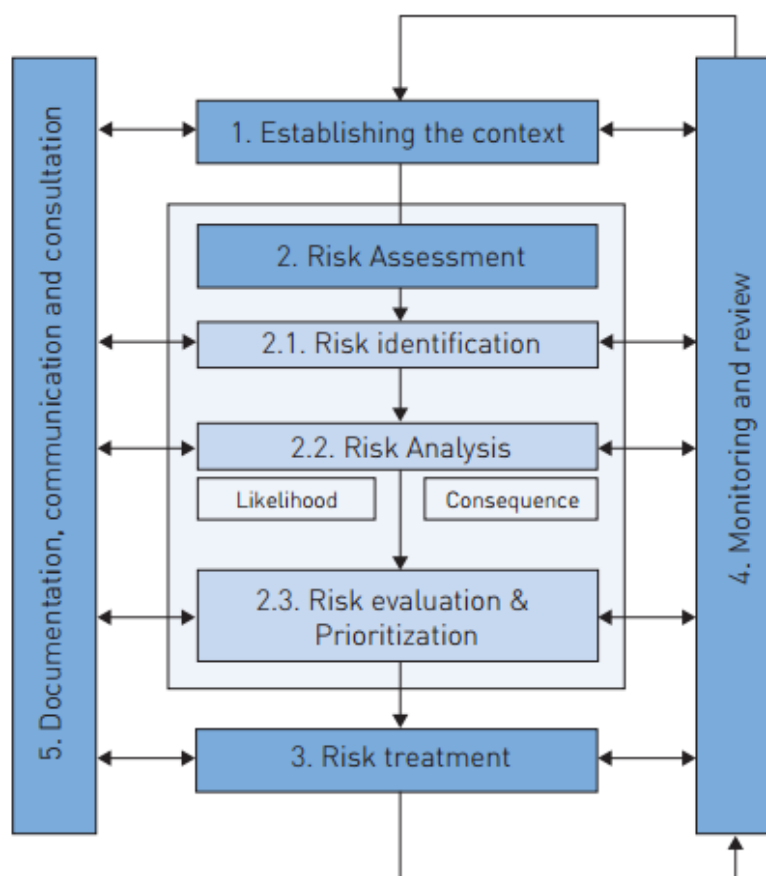 1. Establishing the context
2. Risk Assessment
2.1. Risk identification
2.2. Risk Analysis
Likelihood
Consequence
2.3. Risk evaluation &
Prioritization
3. Risk treatment
4. Monitoring and review
5. Documentation, communication and consultation